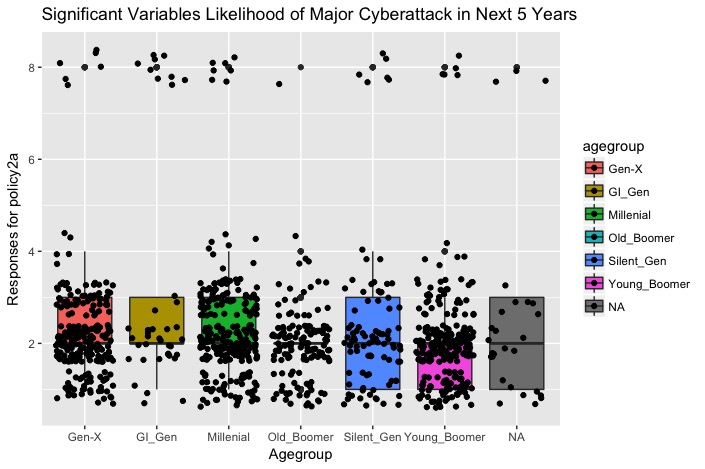 Significant Variables Likelihood of Major Cyberattack in Next 5 Years
Responses for policy2a
8
6
4
2
Gen-X GI_Gen Millenial Old_Boomer Silent_Gen Young_Boomer NA
Agegroup
agegroup
Gen-X
GI_Gen
Millenial
Old_Boomer
Silent_Gen
Young_Boomer
NA